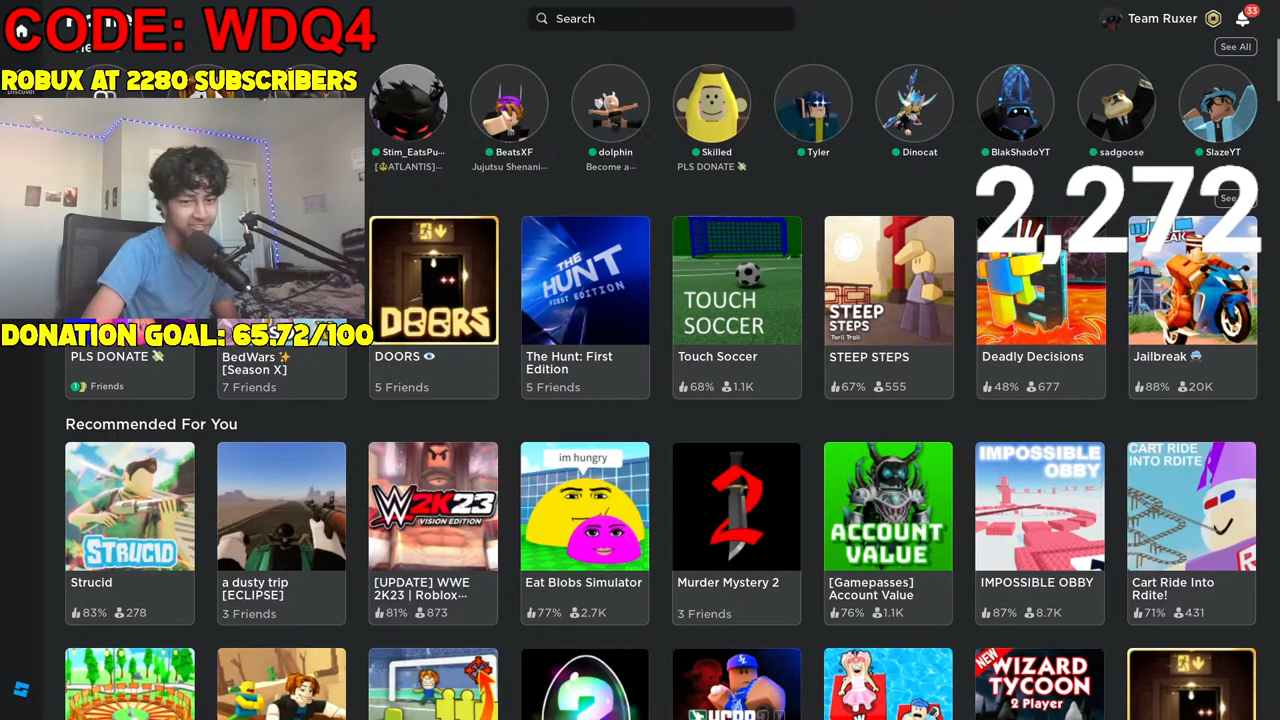 CODE: WDQ4
Search
Team Ruxer
33
See All
ROBUX AT 2280 SUBSCRIBERS
Stim_EatsPu...
BeatsXF
dolphin
Skilled
Tyler
Dinocat
BlakShadoYT
sadgoose
SlazeYT
[🔱ATLANTIS]...
Jujutsu Shenani...
Become a...
PLS DONATE 💸
2,272
DOORS
THE HUNT
FIRST EDITION
TOUCH SOCCER
STEEP STEPS
Torii Trail
DONATION GOAL: 65.72/100
PLS DONATE 💸
BedWars ✨ [Season X]
DOORS 👁️
The Hunt: First Edition
Touch Soccer
STEEP STEPS
Deadly Decisions
Jailbreak 🚔
Friends
7 Friends
5 Friends
5 Friends
68% 1.1K
67% 555
48% 677
88% 20K
Recommended For You
STRUCID
W2K23
VISION EDITION
im hungry
2
ACCOUNT VALUE
IMPOSSIBLE OBBY
CART RIDE INTO RDITE!
Strucid
a dusty trip [ECLIPSE]
[UPDATE] WWE 2K23 | Roblox...
Eat Blobs Simulator
Murder Mystery 2
[Gamepasses] Account Value
IMPOSSIBLE OBBY
Cart Ride Into Rdite!
83% 278
3 Friends
81% 873
77% 2.7K
3 Friends
76% 1.1K
87% 8.7K
71% 431
NEW
WIZARD TYCOON
2 Player